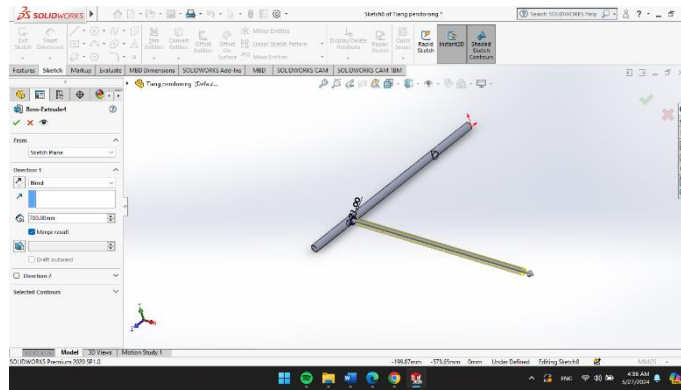 SOLIDWORKS
Sketch8 of Tiang pendorong *
Search SOLIDWORKS Help
Exit Sketch
Smart Dimension
Trim Entities
Convert Entities
Offset Entities
Offset On Surface
Mirror Entities
Linear Sketch Pattern
Move Entities
Display/Delete Relations
Repair Sketch
Quick Snaps
Rapid Sketch
Instant2D
Shaded Sketch Contours
Features Sketch Markup Evaluate MBD Dimensions SOLIDWORKS Add-Ins MBD SOLIDWORKS CAM SOLIDWORKS CAM TBM
Tiang pendorong (Defaul...
Boss-Extrude4
From
Sketch Plane
Direction 1
Blind
700.00mm
Merge result
Draft outward
Direction 2
Selected Contours
Model 3D Views Motion Study 1
SOLIDWORKS Premium 2020 SP1.0
-199.87mm -573.65mm 0mm Under Defined Editing Sketch8 MMGS
ENG
4:36 AM
5/27/2024